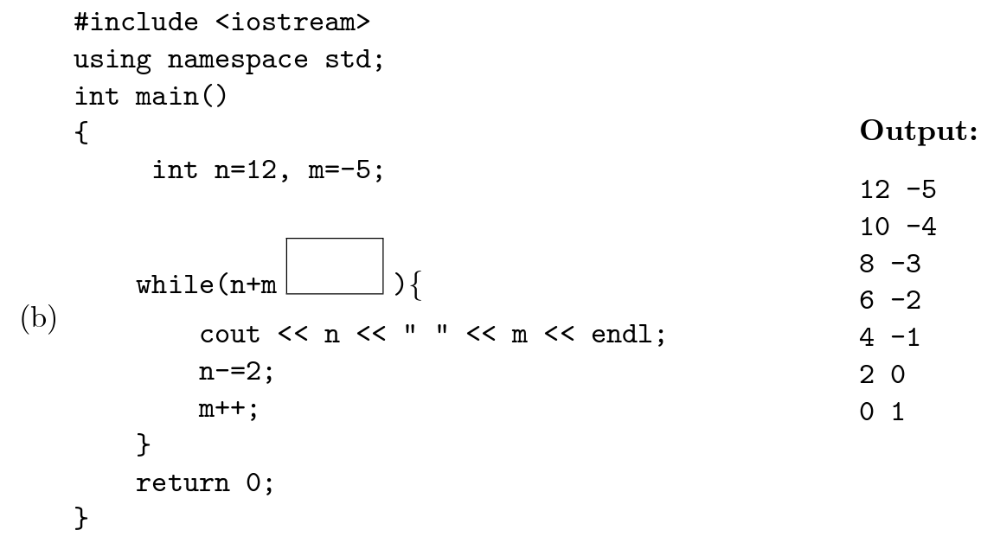 #include <iostream>
using namespace std;
int main()
{
int n=12, m=-5;
while(n+m ){
(b)
cout << n << " " << m << endl;
n-=2;
m++;
}
return 0;
}
Output:
12 -5
10 -4
8 -3
6 -2
4 -1
2 0
0 1